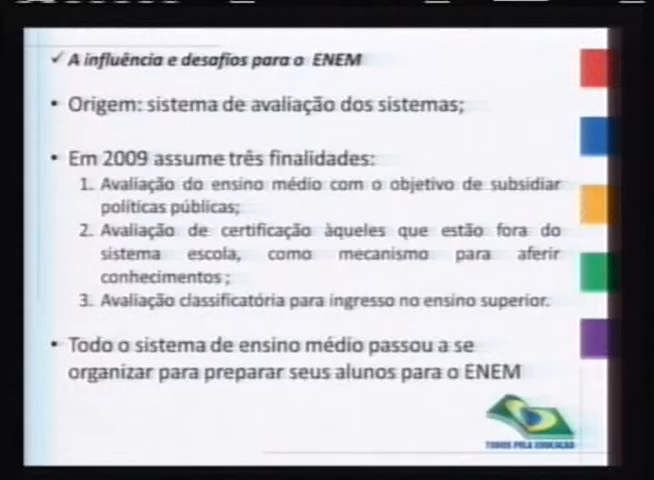 ✓ A influência e desafios para o ENEM
• Origem: sistema de avaliação dos sistemas;
• Em 2009 assume três finalidades:
1. Avaliação do ensino médio com o objetivo de subsidiar
políticas públicas;
2. Avaliação de certificação àqueles que estão fora do
sistema escola, como mecanismo para aferir
conhecimentos;
3. Avaliação classificatória para ingresso no ensino superior.
• Todo o sistema de ensino médio passou a se
organizar para preparar seus alunos para o ENEM
TODOS PELA EDUCAÇÃO